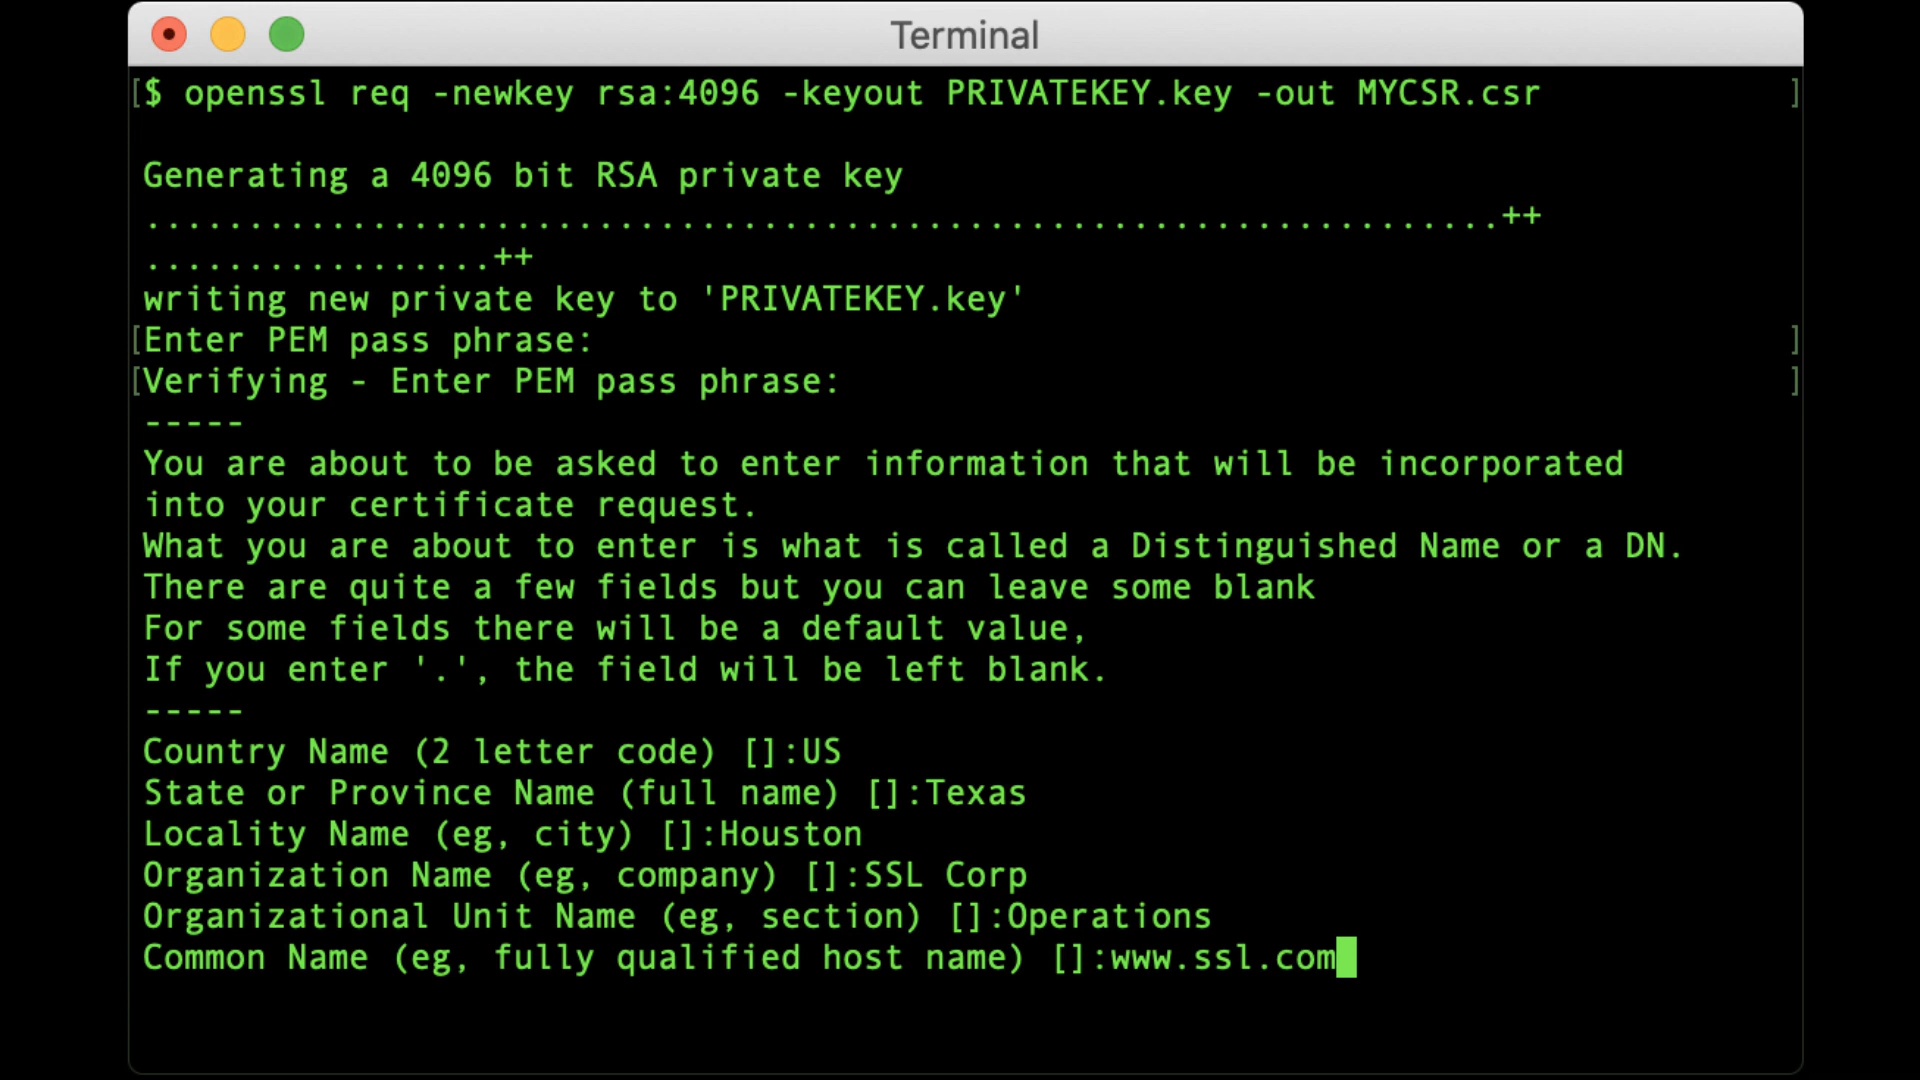 Terminal
[$ openssl req -newkey rsa:4096 -keyout PRIVATEKEY.key -out MYCSR.csr ]
Generating a 4096 bit RSA private key
..................................................................++
.................++
writing new private key to 'PRIVATEKEY.key'
[Enter PEM pass phrase: ]
[Verifying - Enter PEM pass phrase: ]
-----
You are about to be asked to enter information that will be incorporated
into your certificate request.
What you are about to enter is what is called a Distinguished Name or a DN.
There are quite a few fields but you can leave some blank
For some fields there will be a default value,
If you enter '.', the field will be left blank.
-----
Country Name (2 letter code) []:US
State or Province Name (full name) []:Texas
Locality Name (eg, city) []:Houston
Organization Name (eg, company) []:SSL Corp
Organizational Unit Name (eg, section) []:Operations
Common Name (eg, fully qualified host name) []:www.ssl.com